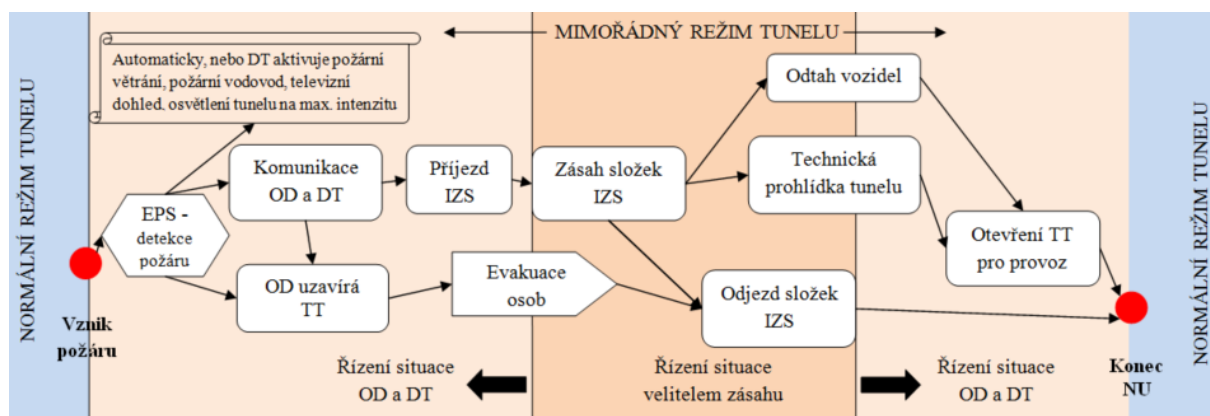 NORMÁLNÍ REŽIM TUNELU
MIMOŘÁDNÝ REŽIM TUNELU
Automaticky, nebo DT aktivuje požární
větrání, požární vodovod, televizní
dohled. osvětlení tunelu na max. intenzitu
Odtah vozidel
Komunikace
OD a DT
Příjezd
IZS
Zásah složek
IZS
Technická
prohlídka tunelu
EPS -
detekce
požáru
Otevření TT
pro provoz
OD uzavírá
TT
Evakuace
osob
Odjezd složek
IZS
Vznik
požáru
Konec
NU
Řízení situace
OD a DT
Řízení situace
velitelem zásahu
Řízení situace
OD a DT
NORMÁLNÍ REŽIM TUNELU